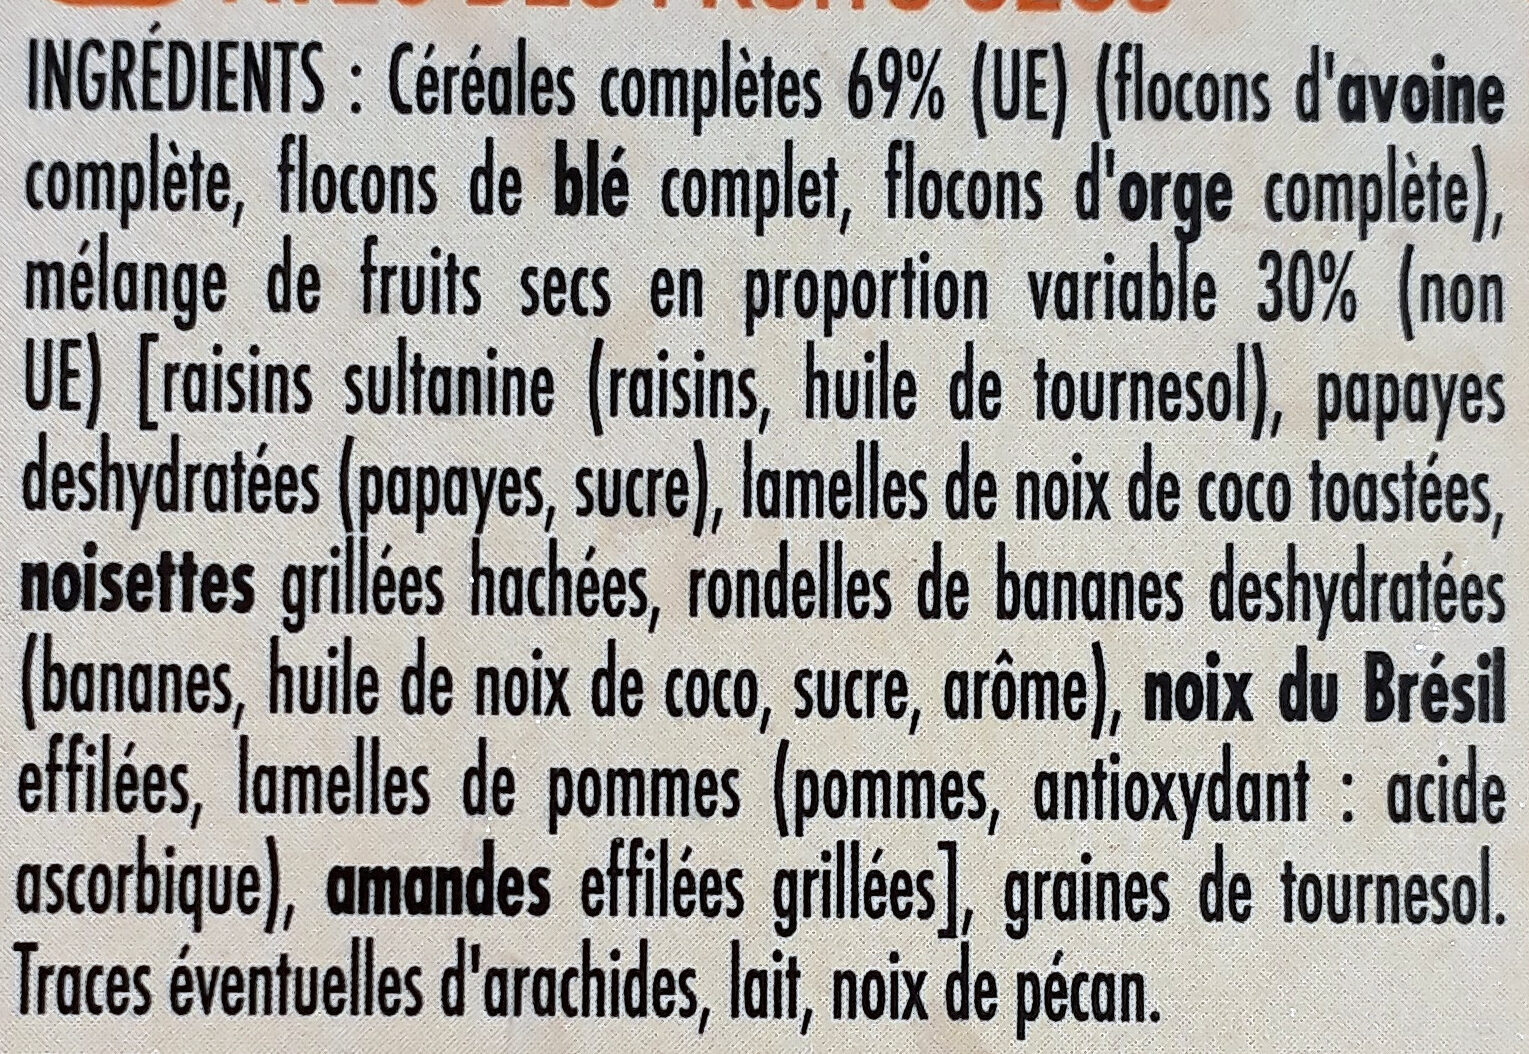 AVEC DES FRUITS SECS
INGRÉDIENTS : Céréales complètes 69% (UE) (flocons d'avoine
complète, flocons de blé complet, flocons d'orge complète),
mélange de fruits secs en proportion variable 30% (non
UE) [raisins sultanine (raisins, huile de tournesol), papayes
deshydratées (papayes, sucre), lamelles de noix de coco toastées,
noisettes grillées hachées, rondelles de bananes deshydratées
(bananes, huile de noix de coco, sucre, arôme), noix du Brésil
effilées, lamelles de pommes (pommes, antioxydant : acide
ascorbique), amandes effilées grillées], graines de tournesol.
Traces éventuelles d'arachides, lait, noix de pécan.